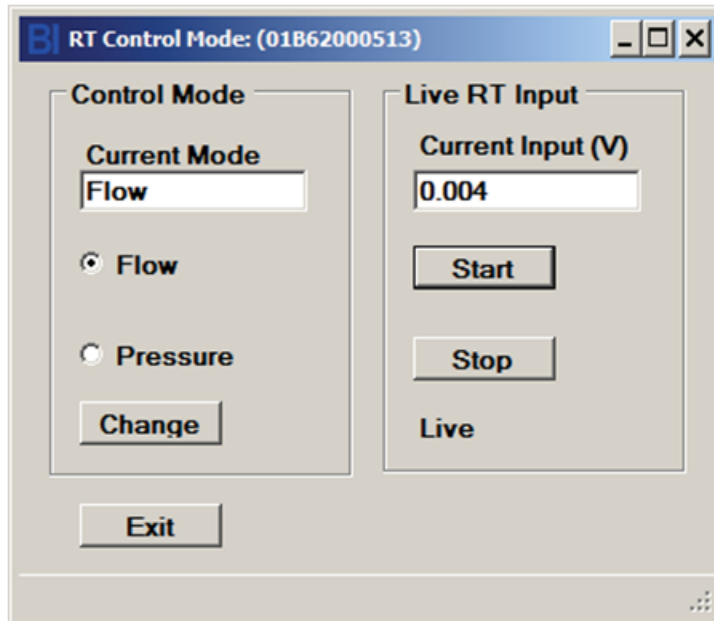 BI RT Control Mode: (01B62000513)
Control Mode
Current Mode
Flow
Flow
Pressure
Change
Exit
Live RT Input
Current Input (V)
0.004
Start
Stop
Live